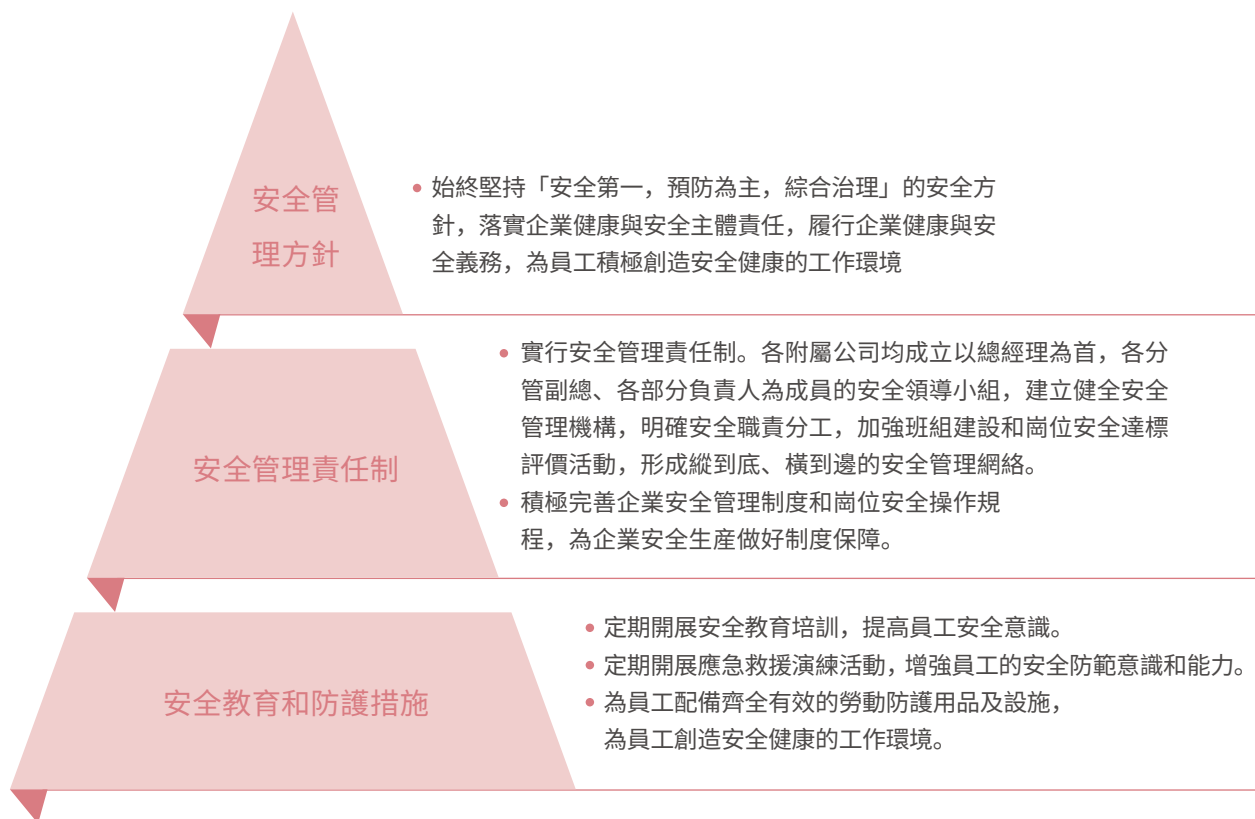 安全管
理方針
始終堅持「安全第一，預防為主，綜合治理」的安全方
針，落實企業健康與安全主體責任，履行企業健康與安
全義務，為員工積極創造安全健康的工作環境
安全管理責任制
實行安全管理責任制。各附屬公司均成立以總經理為首，各分
管副總、各部分負責人為成員的安全領導小組，建立健全安全
管理機構，明確安全職責分工，加強班組建設和崗位安全達標
評價活動，形成縱到底、橫到邊的安全管理網絡。
積極完善企業安全管理制度和崗位安全操作規
程，為企業安全生産做好制度保障。
安全教育和防護措施
定期開展安全教育培訓，提高員工安全意識。
定期開展應急救援演練活動，增強員工的安全防範意識和能力。
為員工配備齊全有效的勞動防護用品及設施，
為員工創造安全健康的工作環境。